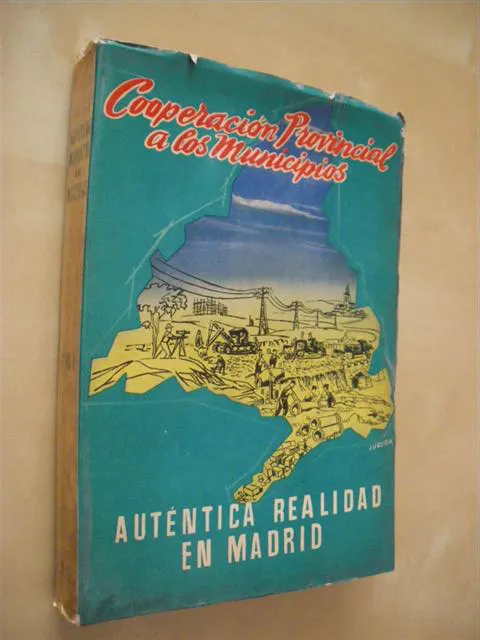 Cooperación Provincial
a los Municipios
AUTÉNTICA REALIDAD
EN MADRID